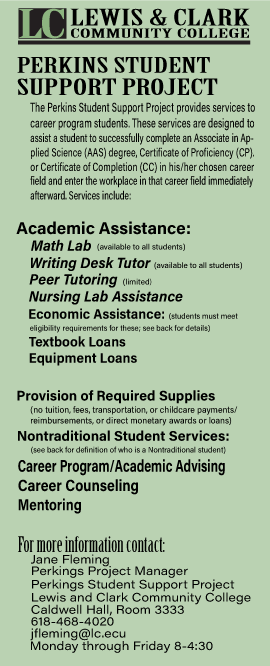 LC LEWIS & CLARK
COMMUNITY COLLEGE
PERKINS STUDENT
SUPPORT PROJECT
The Perkins Student Support Project provides services to
career program students. These services are designed to
assist a student to successfully complete an Associate in Ap-
plied Science (AAS) degree, Certificate of Proficiency (CP).
or Certificate of Completion (CC) in his/her chosen career
field and enter the workplace in that career field immediately
afterward. Services include:
Academic Assistance:
Math Lab (available to all students)
Writing Desk Tutor (available to all students)
Peer Tutoring (limited)
Nursing Lab Assistance
Economic Assistance: (students must meet
eligibility requirements for these; see back for details)
Textbook Loans
Equipment Loans
Provision of Required Supplies
(no tuition, fees, transportation, or childcare payments/
reimbursements, or direct monetary awards or loans)
Nontraditional Student Services:
(see back for definition of who is a Nontraditional student)
Career Program/Academic Advising
Career Counseling
Mentoring
For more information contact:
Jane Fleming
Perkings Project Manager
Perkings Student Support Project
Lewis and Clark Community College
Caldwell Hall, Room 3333
618-468-4020
jfleming@lc.ecu
Monday through Friday 8-4:30